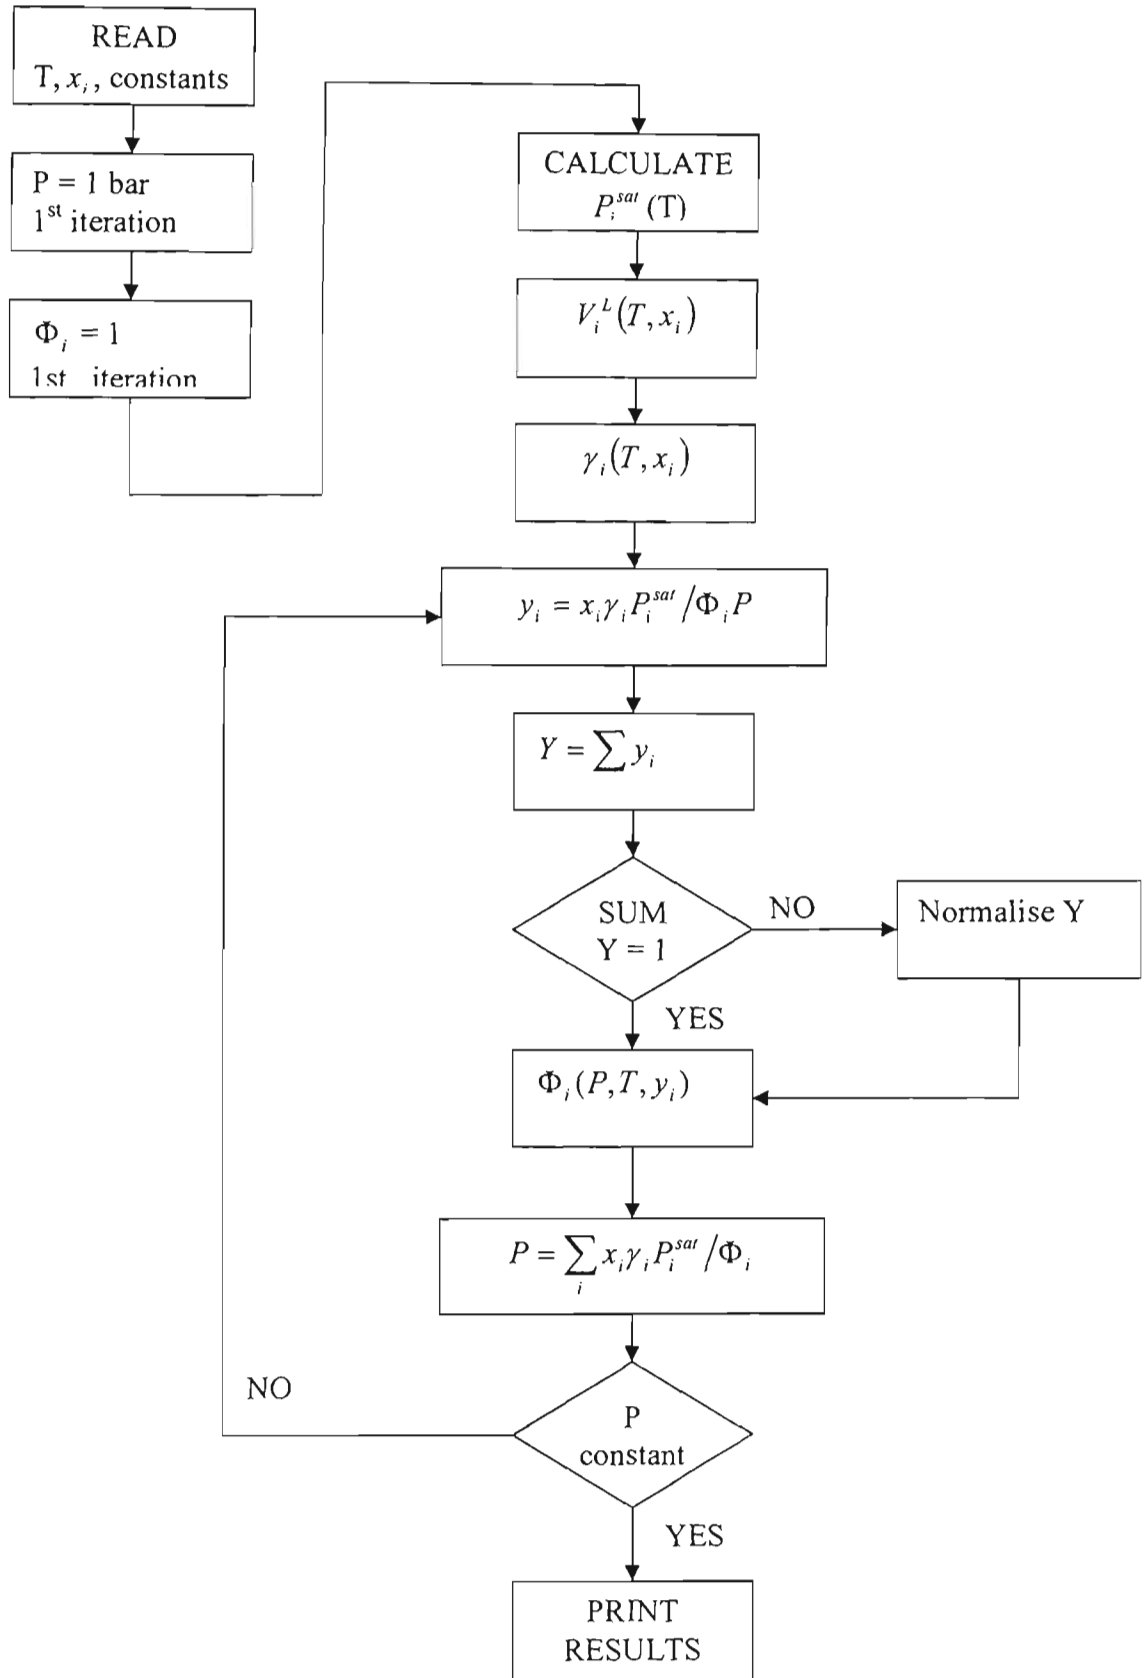 READ
T, x_i, constants
P = 1 bar
1^st iteration
Φ_i = 1
1st iteration
CALCULATE
P_i^sat (T)
V_i^L (T, x_i)
γ_i (T, x_i)
y_i = x_i γ_i P_i^sat / Φ_i P
Y = ∑ y_i
SUM
Y = 1
NO
Normalise Y
YES
Φ_i (P, T, y_i)
P = ∑_i x_i γ_i P_i^sat / Φ_i
NO
P
constant
YES
PRINT
RESULTS